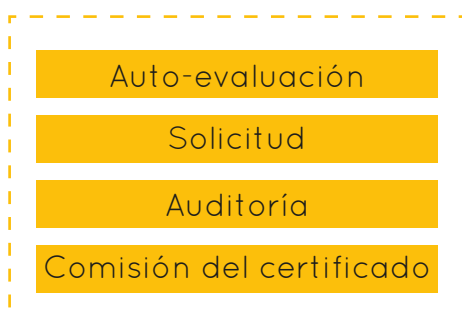 Auto-evaluación
Solicitud
Auditoría
Comisión del certificado